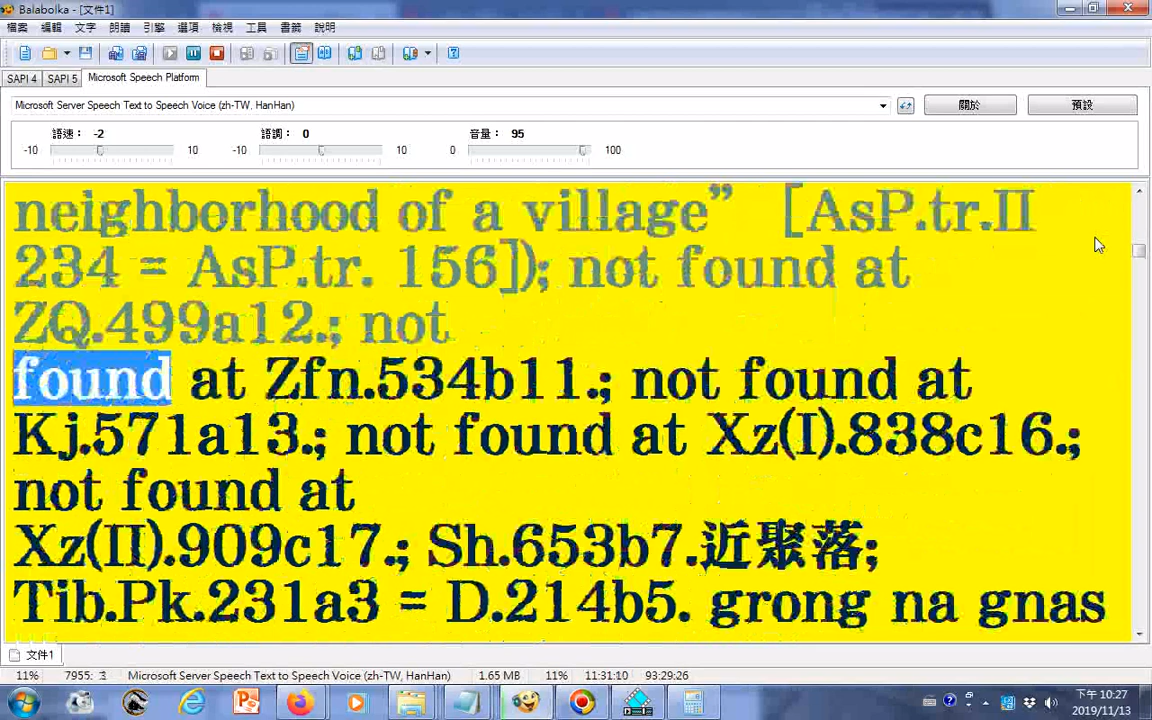 Balabolka - [文件1]
檔案 編輯 文字 朗讀 引擎 選項 檢視 工具 書籤 說明
SAPI 4 SAPI 5 Microsoft Speech Platform
Microsoft Server Speech Text to Speech Voice (zh-TW, HanHan) 關於 預設
語速： -2 語調： 0 音量： 95
-10 10 -10 10 0 100
neighborhood of a village” [AsP.tr.II
234 = AsP.tr. 156]); not found at
ZQ.499a12.; not
found at Zfn.534b11.; not found at
Kj.571a13.; not found at Xz(I).838c16.;
not found at
Xz(II).909c17.; Sh.653b7.近聚落;
Tib.Pk.231a3 = D.214b5. grong na gnas
文件1
11% 7955: Microsoft Server Speech Text to Speech Voice (zh-TW, HanHan) 1.65 MB 11% 11:31:10 93:29:26
下午 10:27
2019/11/13